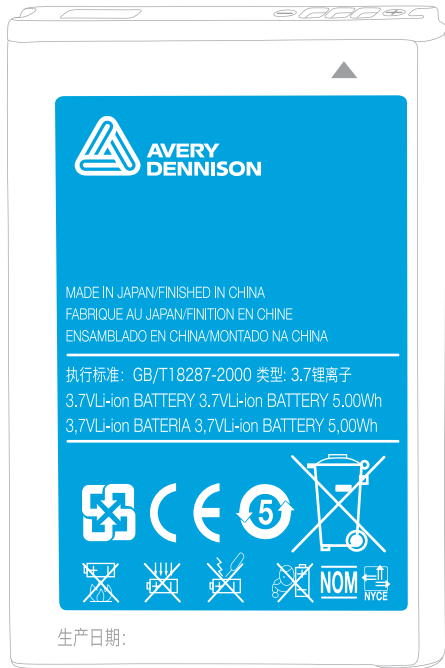 AVERY
DENNISON
MADE IN JAPAN/FINISHED IN CHINA
FABRIQUE AU JAPAN/FINITION EN CHINE
ENSAMBLADO EN CHINA/MONTADO NA CHINA
执行标准: GB/T18287-2000 类型: 3.7锂离子
3.7VLi-ion BATTERY 3.7VLi-ion BATTERY 5.00Wh
3,7VLi-ion BATERIA 3,7VLi-ion BATTERY 5,00Wh
CE 5
NOM NYCE
生产日期: